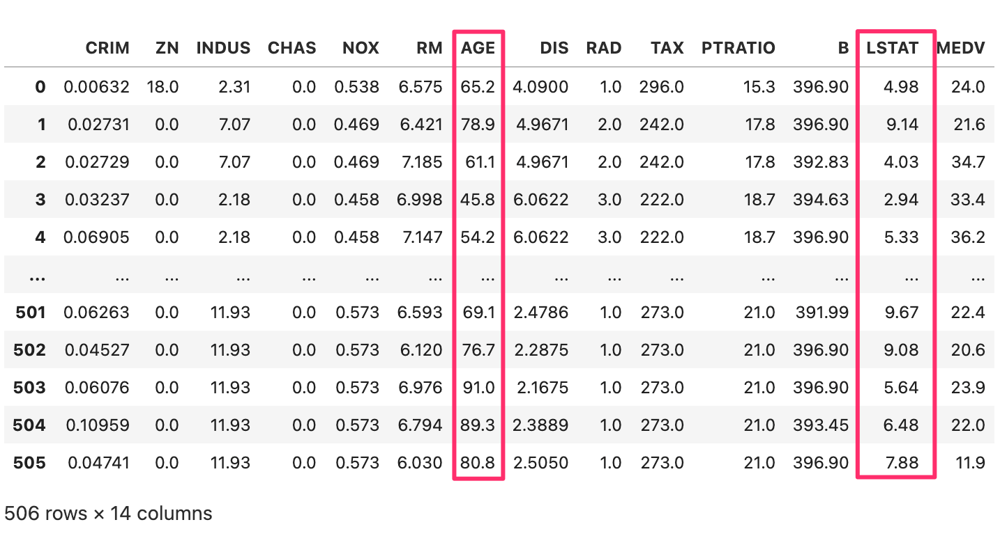 CRIM ZN INDUS CHAS NOX RM AGE DIS RAD TAX PTRATIO B LSTAT MEDV
0 0.00632 18.0 2.31 0.0 0.538 6.575 65.2 4.0900 1.0 296.0 15.3 396.90 4.98 24.0
1 0.02731 0.0 7.07 0.0 0.469 6.421 78.9 4.9671 2.0 242.0 17.8 396.90 9.14 21.6
2 0.02729 0.0 7.07 0.0 0.469 7.185 61.1 4.9671 2.0 242.0 17.8 392.83 4.03 34.7
3 0.03237 0.0 2.18 0.0 0.458 6.998 45.8 6.0622 3.0 222.0 18.7 394.63 2.94 33.4
4 0.06905 0.0 2.18 0.0 0.458 7.147 54.2 6.0622 3.0 222.0 18.7 396.90 5.33 36.2
... ... ... ... ... ... ... ... ... ... ... ... ... ... ...
501 0.06263 0.0 11.93 0.0 0.573 6.593 69.1 2.4786 1.0 273.0 21.0 391.99 9.67 22.4
502 0.04527 0.0 11.93 0.0 0.573 6.120 76.7 2.2875 1.0 273.0 21.0 396.90 9.08 20.6
503 0.06076 0.0 11.93 0.0 0.573 6.976 91.0 2.1675 1.0 273.0 21.0 396.90 5.64 23.9
504 0.10959 0.0 11.93 0.0 0.573 6.794 89.3 2.3889 1.0 273.0 21.0 393.45 6.48 22.0
505 0.04741 0.0 11.93 0.0 0.573 6.030 80.8 2.5050 1.0 273.0 21.0 396.90 7.88 11.9
506 rows × 14 columns